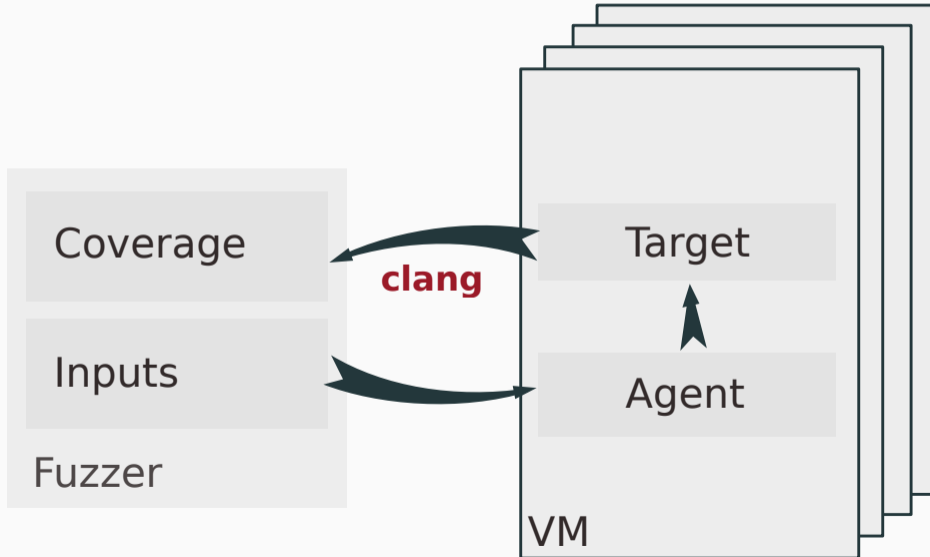 Coverage
clang
Inputs
Fuzzer
Target
Agent
VM